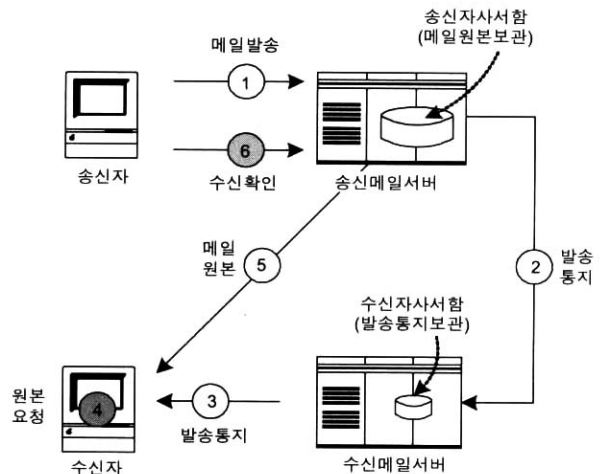 송신자사서함
(메일원본보관)
메일발송
1
6
송신자
수신확인
송신메일서버
메일
원본
5
2
발송
통지
수신자사서함
(발송통지보관)
원본
요청
4
3
발송통지
수신자
수신메일서버